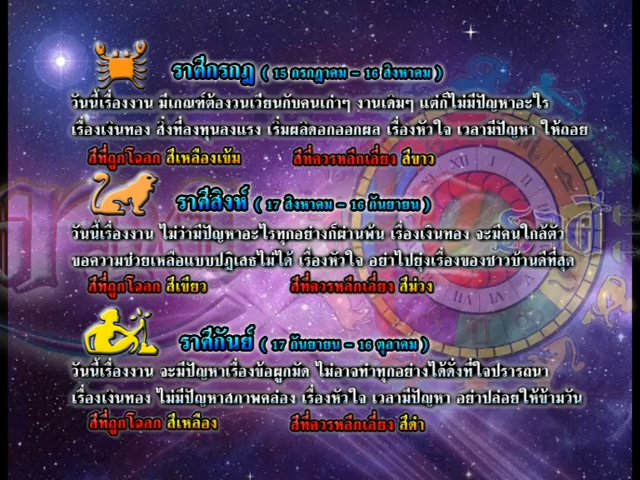 ราศีกรกฎ ( 15 กรกฎาคม - 16 สิงหาคม )
วันนี้เรื่องงาน มีเกณฑ์ต้องวนเวียนกับคนเก่าๆ งานเดิมๆ แต่ก็ไม่มีปัญหาอะไร
เรื่องเงินทอง สิ่งที่ลงทุนลงแรง เริ่มผลิดอกออกผล เรื่องหัวใจ เวลามีปัญหา ให้ถอย
สีที่ถูกโฉลก สีเหลืองเข้ม สีที่ควรหลีกเลี่ยง สีขาว
ราศีสิงห์ ( 17 สิงหาคม - 16 กันยายน )
วันนี้เรื่องงาน ไม่ว่ามีปัญหาอะไรทุกอย่างก็ผ่านพ้น เรื่องเงินทอง จะมีคนใกล้ตัว
ขอความช่วยเหลือแบบปฏิเสธไม่ได้ เรื่องหัวใจ อย่าไปยุ่งเรื่องของชาวบ้านดีที่สุด
สีที่ถูกโฉลก สีเขียว สีที่ควรหลีกเลี่ยง สีม่วง
ราศีกันย์ ( 17 กันยายน - 16 ตุลาคม )
วันนี้เรื่องงาน จะมีปัญหาเรื่องข้อผูกมัด ไม่อาจทำทุกอย่างได้ดั่งที่ใจปรารถนา
เรื่องเงินทอง ไม่มีปัญหาสภาพคล่อง เรื่องหัวใจ เวลามีปัญหา อย่าปล่อยให้ข้ามวัน
สีที่ถูกโฉลก สีเหลือง สีที่ควรหลีกเลี่ยง สีดำ